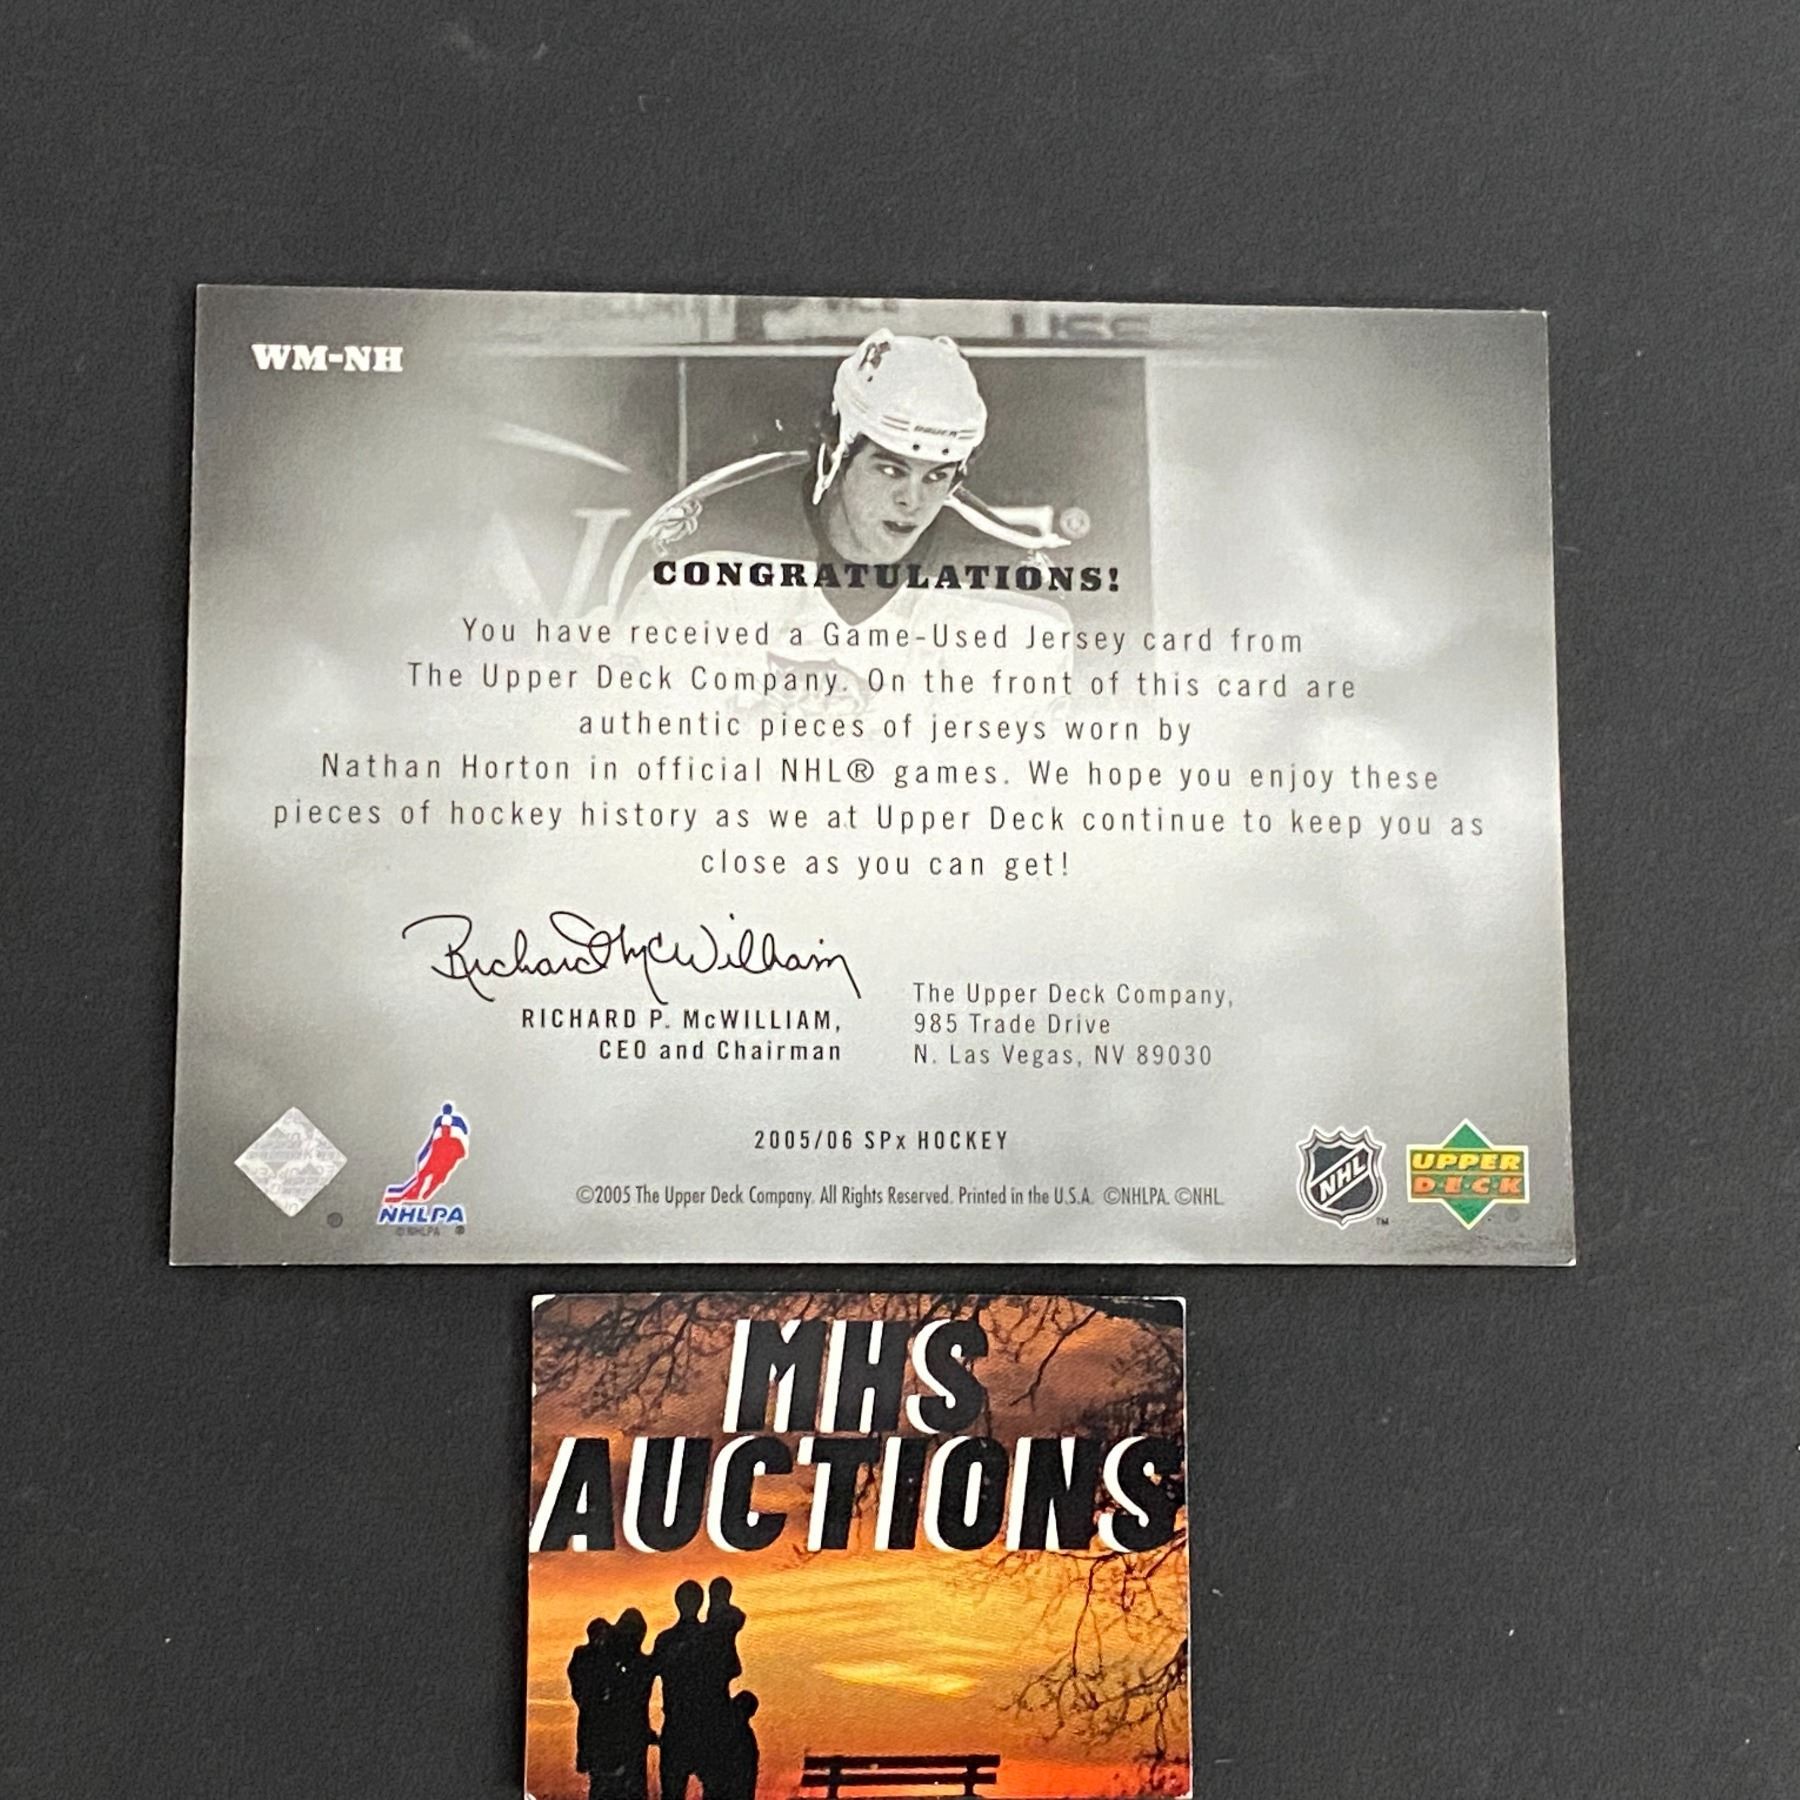 WM-NH
BAUER
CONGRATULATIONS!
You have received a Game-Used Jersey card from
The Upper Deck Company. On the front of this card are
authentic pieces of jerseys worn by
Nathan Horton in official NHL® games. We hope you enjoy these
pieces of hockey history as we at Upper Deck continue to keep you as
close as you can get!
Richard McWilliam
RICHARD P. McWILLIAM,
CEO and Chairman
The Upper Deck Company,
985 Trade Drive
N. Las Vegas, NV 89030
2005/06 SPx HOCKEY
©2005 The Upper Deck Company. All Rights Reserved. Printed in the U.S.A. ©NHLPA. ©NHL.
NHLPA
©NHLPA ®
NHL
™
UPPER
DECK
MHS
AUCTIONS